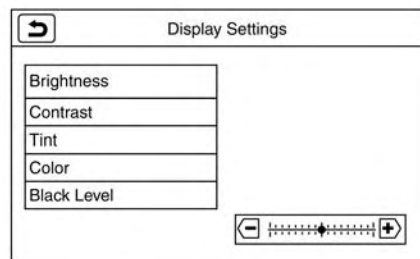 Display Settings
Brightness
Contrast
Tint
Color
Black Level